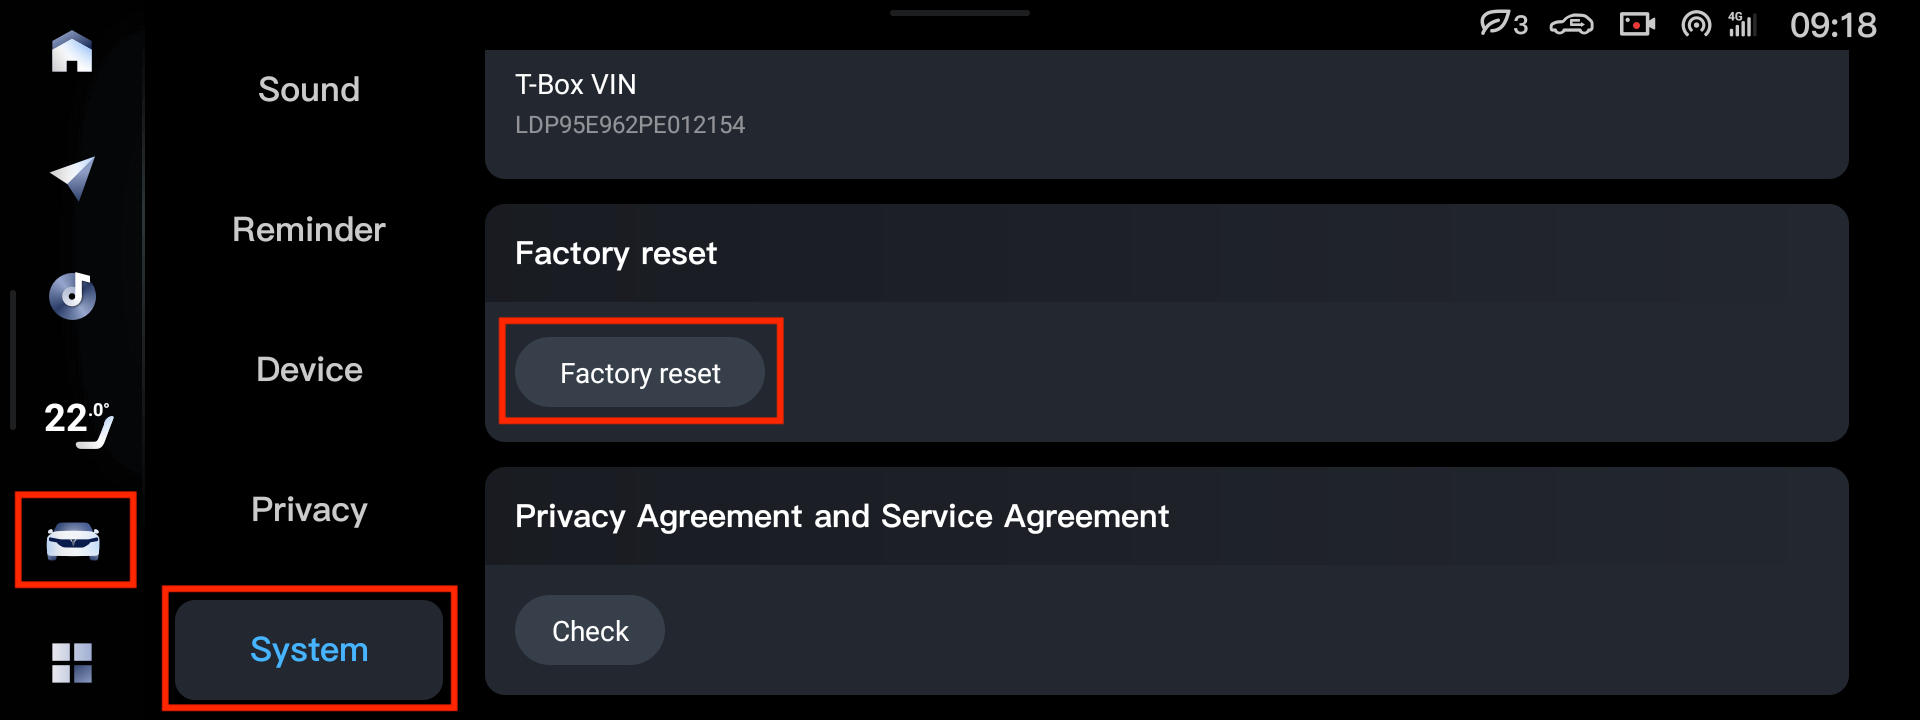 3
4G
09:18
22.0°
Sound
Reminder
Device
Privacy
System
T-Box VIN
LDP95E962PE012154
Factory reset
Factory reset
Privacy Agreement and Service Agreement
Check